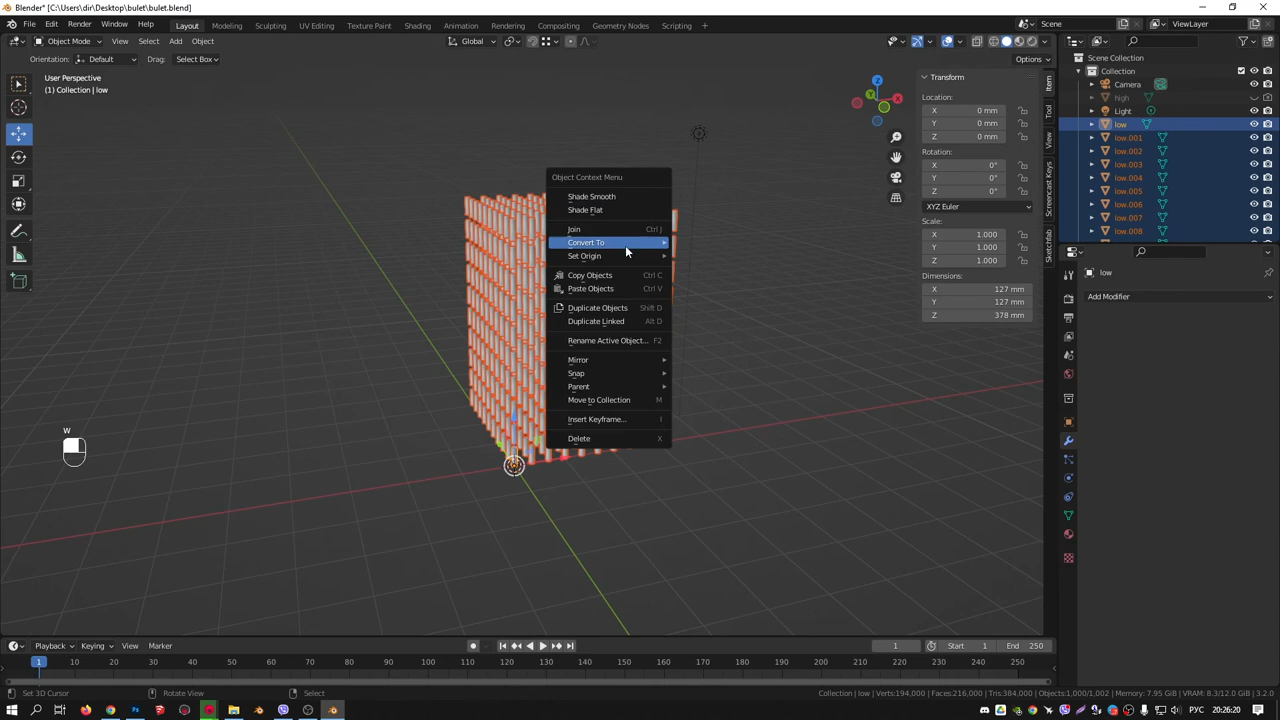 Blender* [C:\Users\dir\Desktop\bulet\bulet.blend]
File Edit Render Window Help Layout Modeling Sculpting UV Editing Texture Paint Shading Animation Rendering Compositing Geometry Nodes Scripting + Scene ViewLayer
Object Mode View Select Add Object Global
Orientation: Default Drag: Select Box Options
User Perspective
(1) Collection | low
Z
X
Y
Transform
Location:
X 0 mm
Y 0 mm
Z 0 mm
Rotation:
X 0°
Y 0°
Z 0°
XYZ Euler
Scale:
X 1.000
Y 1.000
Z 1.000
Dimensions:
X 127 mm
Y 127 mm
Z 378 mm
Item
Tool
View
Screencast Keys
Sketchfab
Scene Collection
Collection
Camera
high
Light
low
low.001
low.002
low.003
low.004
low.005
low.006
low.007
low.008
low
Add Modifier
Object Context Menu
Shade Smooth
Shade Flat
Join Ctrl J
Convert To
Set Origin
Copy Objects Ctrl C
Paste Objects Ctrl V
Duplicate Objects Shift D
Duplicate Linked Alt D
Rename Active Object... F2
Mirror
Snap
Parent
Move to Collection M
Insert Keyframe... I
Delete X
w
Playback Keying View Marker 1 Start 1 End 250
1 10 20 30 40 50 60 70 80 90 100 110 120 130 140 150 160 170 180 190 200 210 220 230 240 250
Set 3D Cursor Rotate View Select Collection | low | Verts:194,000 | Faces:216,000 | Tris:384,000 | Objects:1,000/1,002 | Memory: 7.95 GiB | VRAM: 8.3/12.0 GiB | 3.2.0
РУС 20:26:20